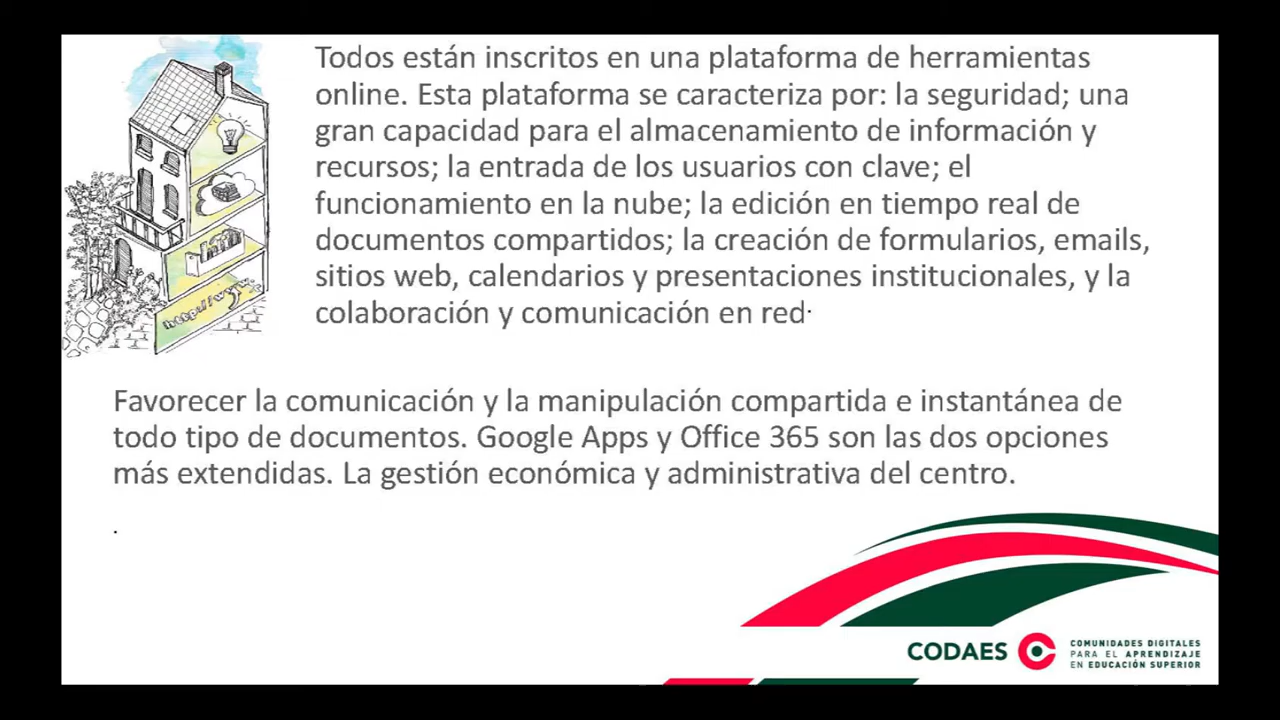 Todos están inscritos en una plataforma de herramientas
online. Esta plataforma se caracteriza por: la seguridad; una
gran capacidad para el almacenamiento de información y
recursos; la entrada de los usuarios con clave; el
funcionamiento en la nube; la edición en tiempo real de
documentos compartidos; la creación de formularios, emails,
sitios web, calendarios y presentaciones institucionales, y la
colaboración y comunicación en red.
Favorecer la comunicación y la manipulación compartida e instantánea de
todo tipo de documentos. Google Apps y Office 365 son las dos opciones
más extendidas. La gestión económica y administrativa del centro.
.
CODAES
COMUNIDADES DIGITALES
PARA EL APRENDIZAJE
EN EDUCACIÓN SUPERIOR